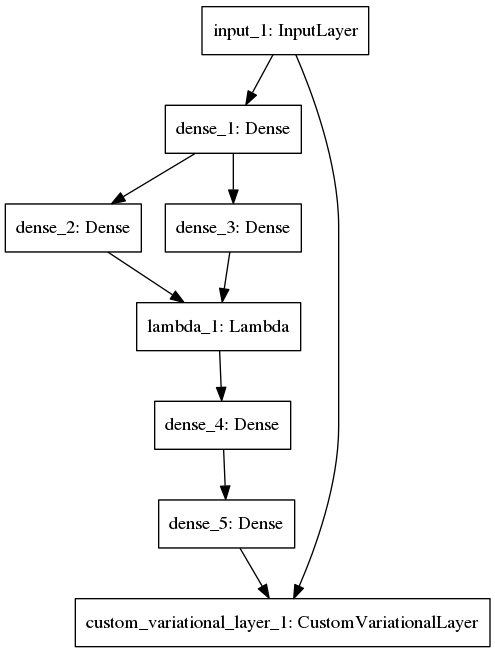 input_1: InputLayer
dense_1: Dense
dense_2: Dense
dense_3: Dense
lambda_1: Lambda
dense_4: Dense
dense_5: Dense
custom_variational_layer_1: CustomVariationalLayer